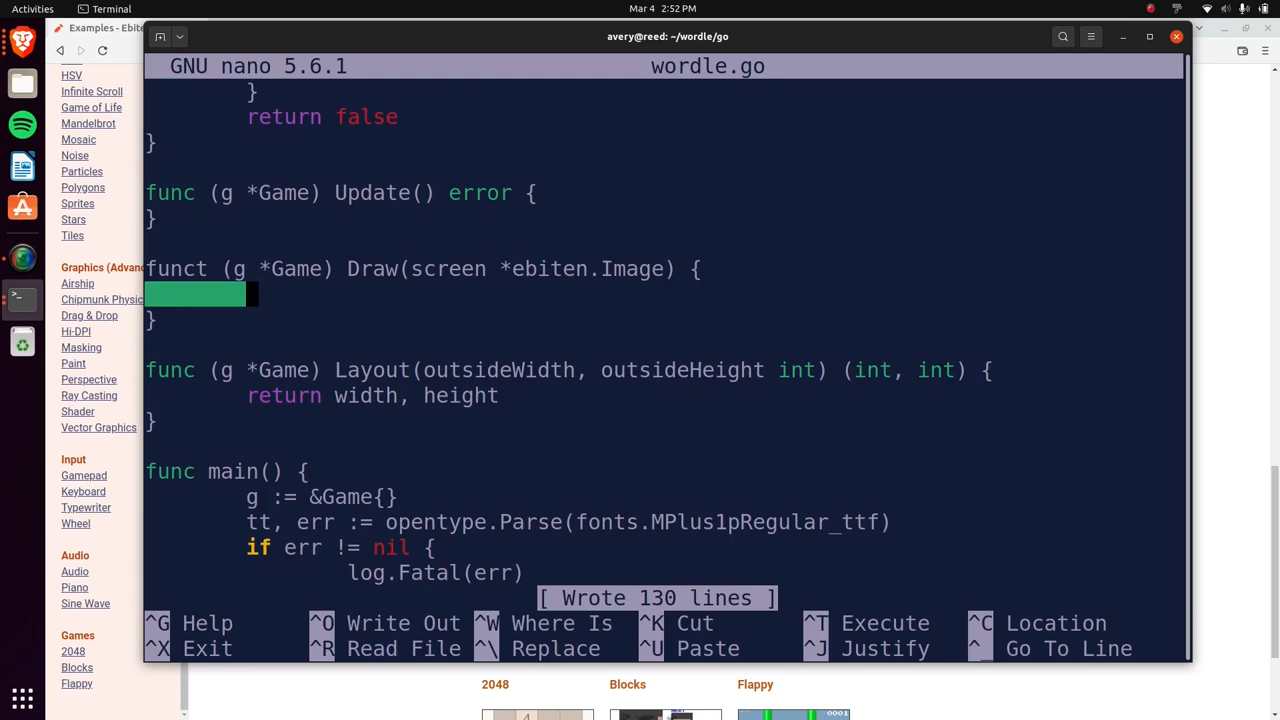 Activities
Terminal
Mar 4 2:52 PM
Examples - Ebite
avery@reed: ~/wordle/go
HSV
Infinite Scroll
Game of Life
Mandelbrot
Mosaic
Noise
Particles
Polygons
Sprites
Stars
Tiles
Graphics (Advan
Airship
Chipmunk Physic
Drag & Drop
Hi-DPI
Masking
Paint
Perspective
Ray Casting
Shader
Vector Graphics
Input
Gamepad
Keyboard
Typewriter
Wheel
Audio
Audio
Piano
Sine Wave
Games
2048
Blocks
Flappy
GNU nano 5.6.1 wordle.go
}
return false
}
func (g *Game) Update() error {
}
funct (g *Game) Draw(screen *ebiten.Image) {
}
func (g *Game) Layout(outsideWidth, outsideHeight int) (int, int) {
return width, height
}
func main() {
g := &Game{}
tt, err := opentype.Parse(fonts.MPlus1pRegular_ttf)
if err != nil {
log.Fatal(err)
[ Wrote 130 lines ]
^G Help ^O Write Out ^W Where Is ^K Cut ^T Execute ^C Location
^X Exit ^R Read File ^\ Replace ^U Paste ^J Justify ^_ Go To Line
2048 Blocks Flappy
4
0001